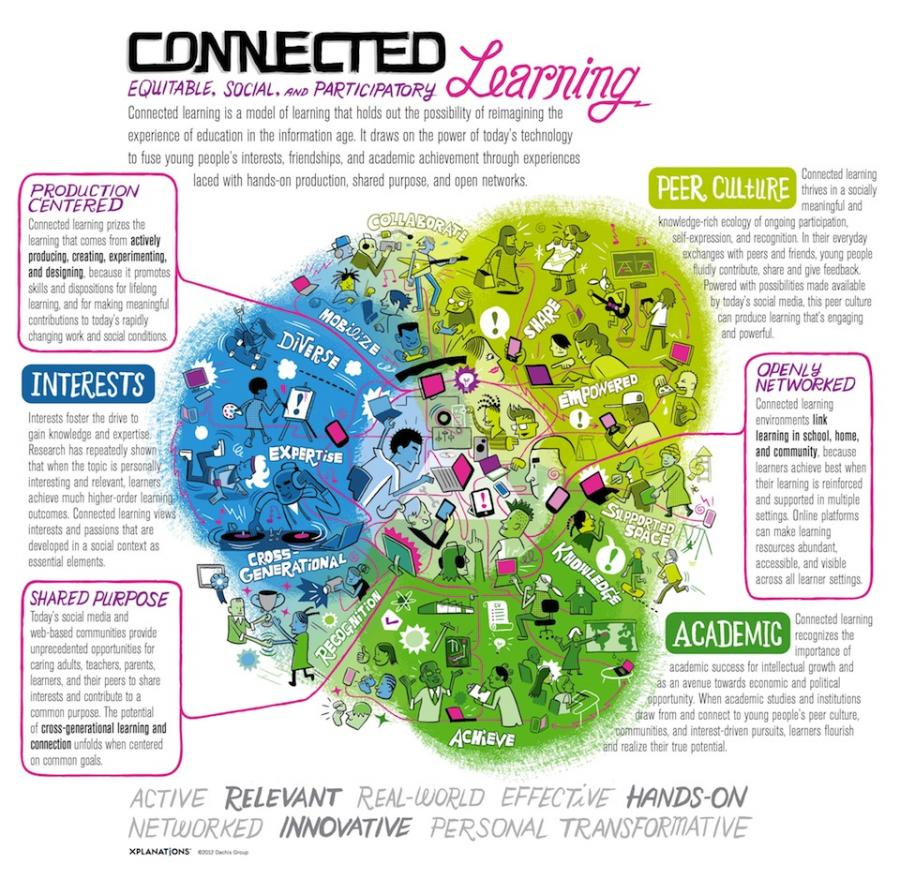 CONNECTED Learning
EQUITABLE, SOCIAL, AND PARTICIPATORY
Connected learning is a model of learning that holds out the possibility of reimagining the
experience of education in the information age. It draws on the power of today's technology
to fuse young people's interests, friendships, and academic achievement through experiences
laced with hands-on production, shared purpose, and open networks.
PRODUCTION
CENTERED
Connected learning prizes the
learning that comes from actively
producing, creating, experimenting,
and designing, because it promotes
skills and dispositions for lifelong
learning, and for making meaningful
contributions to today's rapidly
changing work and social conditions.
INTERESTS
Interests foster the drive to
gain knowledge and expertise.
Research has repeatedly shown
that when the topic is personally
interesting and relevant, learners
achieve much higher-order learning
outcomes. Connected learning views
interests and passions that are
developed in a social context as
essential elements.
SHARED PURPOSE
Today's social media and
web-based communities provide
unprecedented opportunities for
caring adults, teachers, parents,
learners, and their peers to share
interests and contribute to a
common purpose. The potential
of cross-generational learning and
connection unfolds when centered
on common goals.
COLLABORATE
MOBILIZE
DIVERSE
SHARE
EMPOWERED
EXPERTISE
CROSS-
GENERATIONAL
SUPPORTED
SPACE
KNOWLEDGE
RECOGNITION
ACHIEVE
PEER CULTURE
Connected learning
thrives in a socially
meaningful and
knowledge-rich ecology of ongoing participation,
self-expression, and recognition. In their everyday
exchanges with peers and friends, young people
fluidly contribute, share and give feedback.
Powered with possibilities made available
by today's social media, this peer culture
can produce learning that's engaging
and powerful.
OPENLY
NETWORKED
Connected learning
environments link
learning in school, home,
and community, because
learners achieve best when
their learning is reinforced
and supported in multiple
settings. Online platforms
can make learning
resources abundant,
accessible, and visible
across all learner settings.
ACADEMIC
Connected learning
recognizes the
importance of
academic success for intellectual growth and
as an avenue towards economic and political
opportunity. When academic studies and institutions
draw from and connect to young people's peer culture,
communities, and interest-driven pursuits, learners flourish
and realize their true potential.
ACTIVE RELEVANT REAL-WORLD EFFECTIVE HANDS-ON
NETWORKED INNOVATIVE PERSONAL TRANSFORMATIVE
XPLANATIONS™ ©2012 Dachis Group